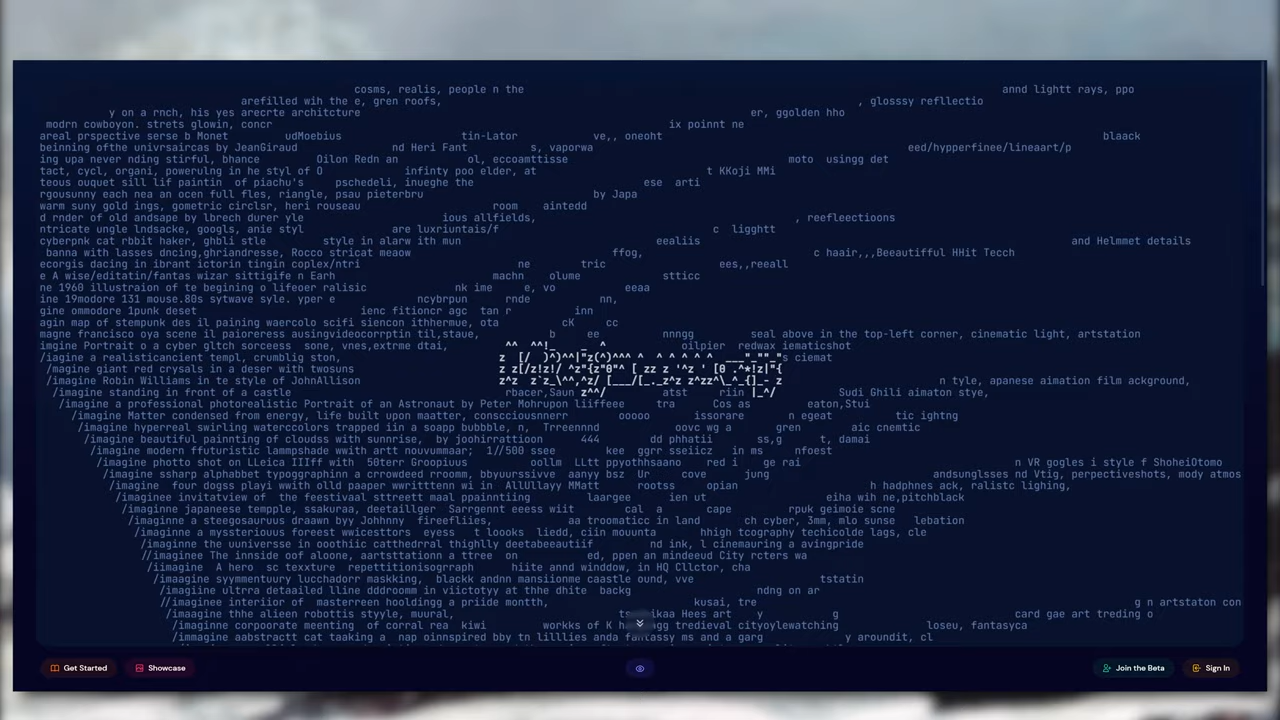 cosms, realis, people n the annd lightt rays, ppo
arefilled wih the e, gren roofs, , glosssy refllectio
y on a rnch, his yes arecrte architcture er, ggolden hho
modrn cowboyon. strets glowin, concr ix poinnt ne
areal prspective serse b Monet udMoebius tin-Lator ve,, oneoht blaack
beinning ofthe univrsaircas by JeanGiraud nd Heri Fant s, vaporwa eed/hypperfinee/lineaart/p
ing upa never nding stirful, bhance Oilon Redn an ol, eccoamttisse moto usingg det
tact, cycl, organi, powerulng in he styl of O infinty poo elder, at t KKoji MMi
teous ouquet sill lif paintin of piachu's pschedeli, inueghe the ese arti
rgousunny each nea an ocen full fles, riangle, psau pieterbru by Japa
warm suny gold ings, gometric circlsr, heri rouseau room aintedd
d rnder of old andsape by lbrech durer yle ious allfields, , reefleectioons
ntricate ungle lndsacke, googls, anie styl are luxriuntais/f c ligghtt
cyberpnk cat rbbit haker, ghbli stle style in alarw ith mun eealiis and Helmmet details
banna with lasses dncing,ghriandresse, Rocco stricat meaow ffog, c haair,,,Beeautifful HHit Tecch
ecorgis dacing in ibrant ictorin tingin coplex/ntri ne tric ees,,reeall
e A wise/editatin/fantas wizar sittigife n Earh machn olume stticc
ne 1960 illustraion of te begining o lifeoer ralisic nk ime e, vo eeaa
ine 19modore 131 mouse.80s sytwave syle. yper e ncybrpun rnde nn,
gine ommodore 1punk deset ienc fitioncr agc tan r inn
agin map of stempunk des il paining waercolo scifi siencon ithhermue, ota cK cc
magne francisco oya scene il paioreress ausingvideocorrptin til,staue, b ee nnnngg seal above in the top-left corner, cinematic light, artstation
imgine Portrait o a cyber gltch sorceess sone, vnes,extrme dtai, oilpier redwax iematicshot
/iagine a realisticancient templ, crumblig ston, s ciemat
/magine giant red crysals in a deert with twosuns
/imagine Robin Williams in te style of JohnAllison n tyle, apanese aimation film ackground,
/imagine standing in front of a castle rbacer,Saun atst riin Sudi Ghili aimaton stye,
/imagine a professional photorealistic Portrait of an Astronaut by Peter Mohrupon liiffeee tra Cos as eaton,Stui
/imagine Matter condensed from energy, life built upon maatter, conscciousnnerr ooooo issorare n egeat tic ightng
/imagine hyperreal swirling waterccolors trapped iin a soapp bubbble, n, Trreennnd oovc wg a gren aic cnemtic
/imagine beautiful painnting of cloudss with sunnrise, by joohirrattioon 444 dd phhatii ss,g t, damai
/imagine modern ffuturistic lammpshade wwith artt nouvummaar; 1//500 ssee kee ggrr sseiicz in ms nfoest
/imagine photto shot on LLeica IIIff with 50terr Groopiuus oollm LLtt ppyothhsaano red i ge rai n VR gogles i style f ShoheiOtomo
/imagine ssharp alphabbet typoggraphinn a crrowdeed rroomm, bbyuurssivve aanyy bsz Ur cove jung andsunglsses nd Vtig, perpectiveshots, mody atmos
/imagine four dogss playi wwith old paaper wwritttenn wi in AllUllayy MMatt rootss opian h hadphnes ack, ralistc lighing,
/imagine invitatview of the feestivaal sttreett maal ppainnting laargee ien ut eiha wih ne,pitchblack
/imaginne japaneese tempple, ssakuraa, deetaillger Sarrgennt eeess wiit cal a cape rpuk geimoie scne
/imaginne a steegosauruus draawn byy Johhnny fireefliies, aa troomaticc in land ch cyber, 3mm, mlo sunse lebation
/imaginne a myssteriouus foreest wwicesttors eyess t loooks liedd, ciin mouunta hhigh tcography techicolde lags, cle
/imaginne the uuniversse in ooothiic catthedrral thighlly deetabeeautiif nd ink, l cinemauring a avingpride
//imaginee The innside oof aloone, aartsttationn a ttree on ed, ppen an mindeeud City rcters wa
/imaginee A hero sc texxture repettitionisograph hiite annd winddow, in HQ Cllctor, cha
/imaagine syymmentuury lucchadorr maskking, blackk andnn mansiionme caastle ound, vve tstatin
/imagiine ultrra detaailed lline dddroomm in viictotyy at thhe dhite backg ndng on ar
//imaginee interiior of masterreen hooldingg a priide montth, kusai, tre g n artstaton con
/imaagine thhe alieen robottis style, muural, Hees art y g card gae art treding o
/imaginne corpoorate meenting of corral rea kiwi workks of K tredieval cityoylewatching loseu, fantasyca
/immagine aabstractt cat taaking a nap oinnspired bby tn lilllies anda fantassy ms and a garg y aroundit, cl
Get Started Showcase Join the Beta Sign In